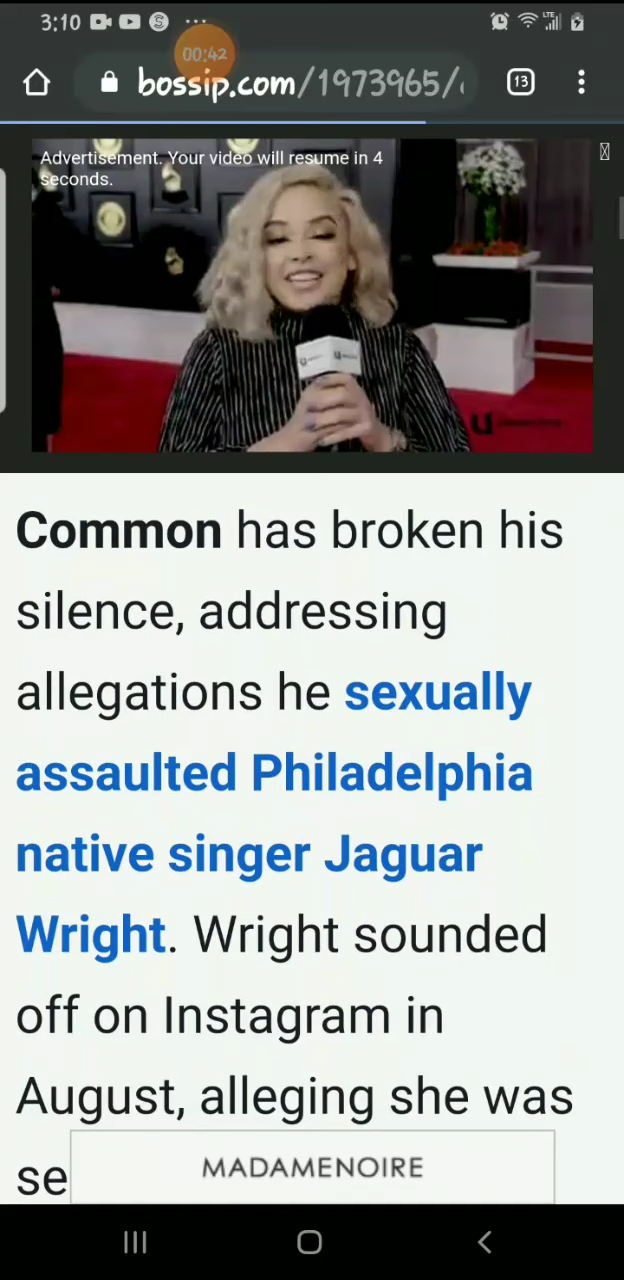 3:10
00:42
bossip.com/1973965/
13
LTE
Advertisement. Your video will resume in 4
seconds.
Common has broken his
silence, addressing
allegations he sexually
assaulted Philadelphia
native singer Jaguar
Wright. Wright sounded
off on Instagram in
August, alleging she was
se
MADAMENOIRE